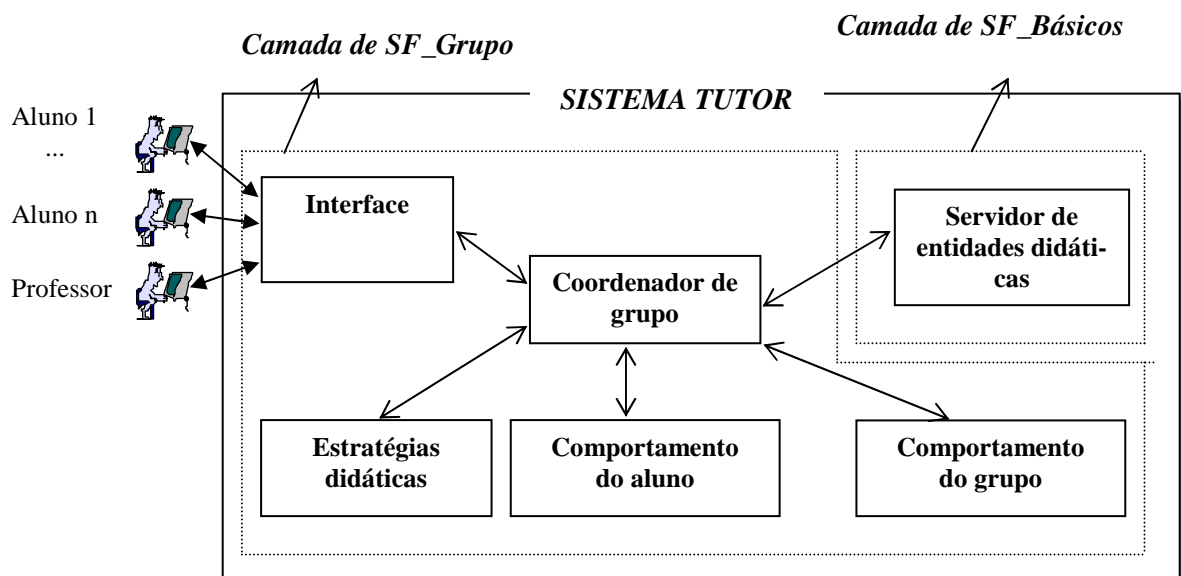 Camada de SF_Grupo
Camada de SF_Básicos
SISTEMA TUTOR
Aluno 1
...
Aluno n
Professor
Interface
Servidor de
entidades didáti-
cas
Coordenador de
grupo
Estratégias
didáticas
Comportamento
do aluno
Comportamento
do grupo